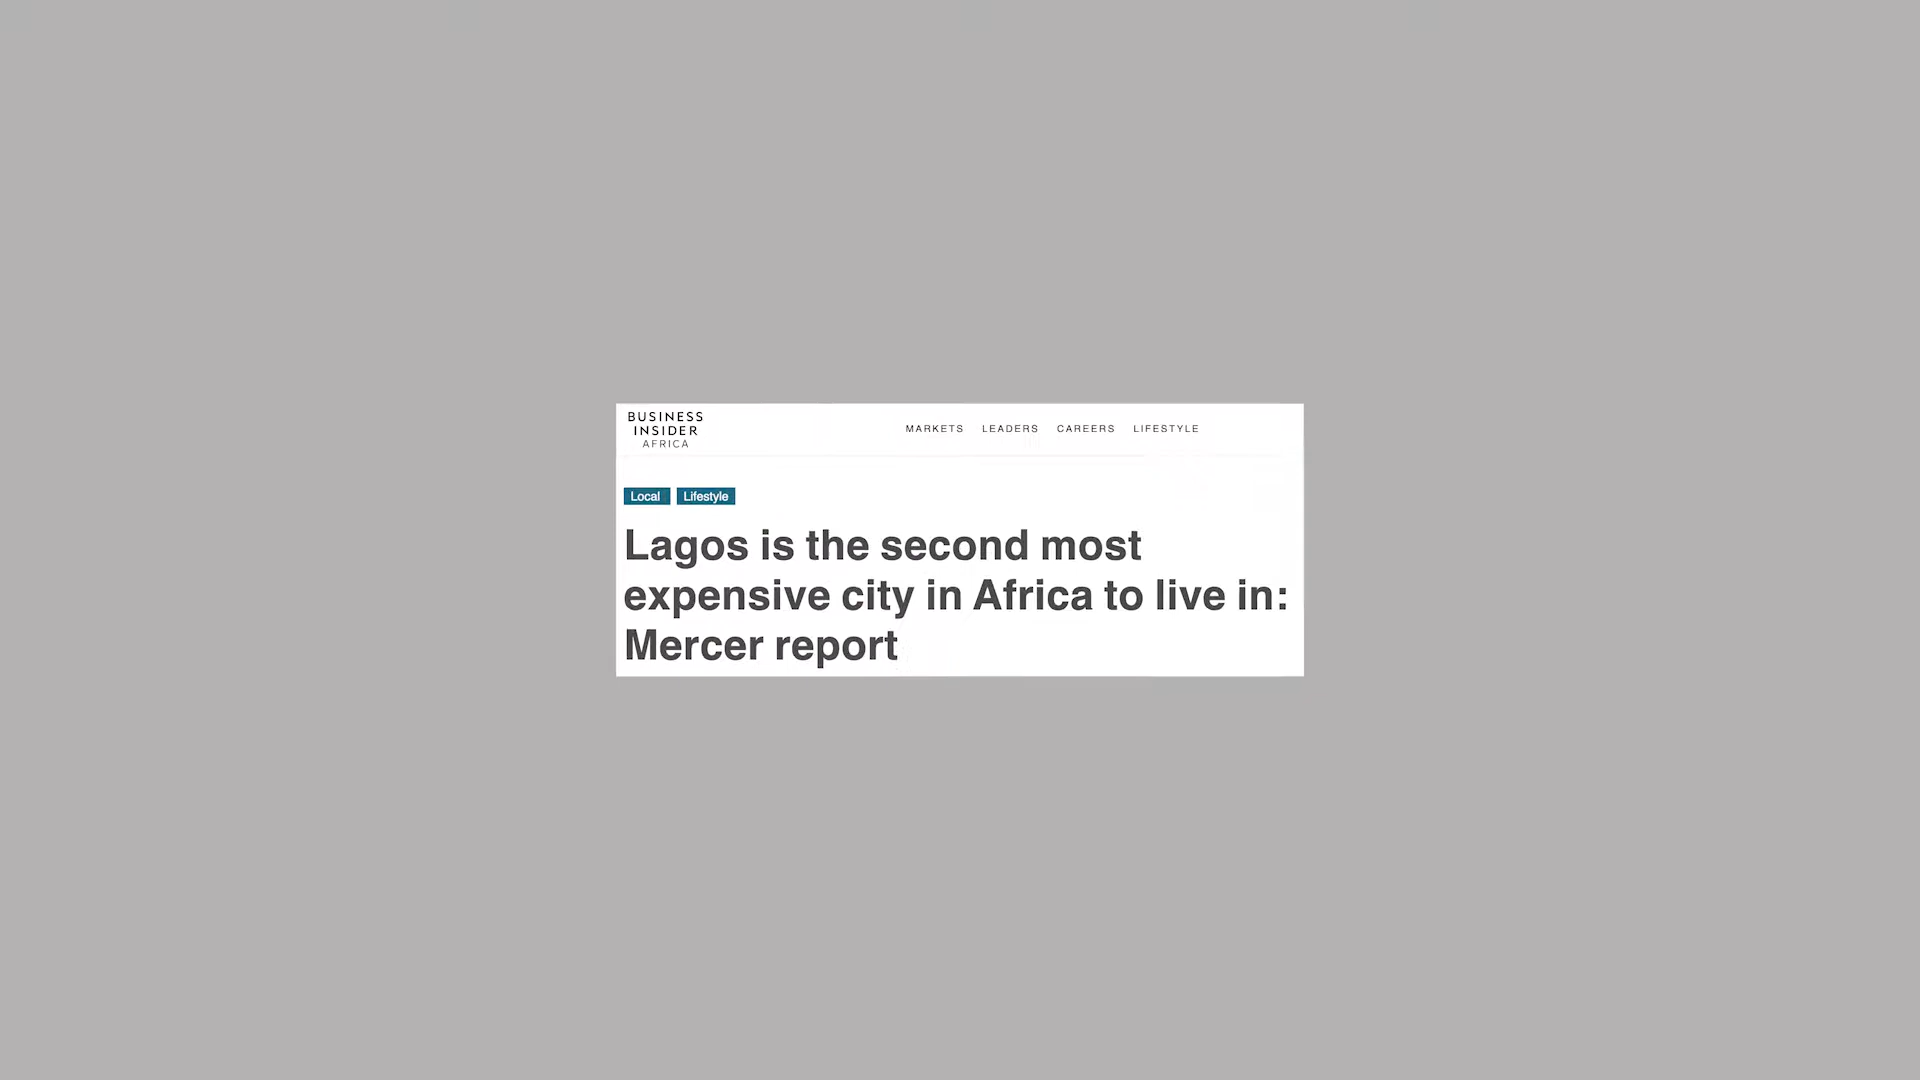 BUSINESS
INSIDER
AFRICA
MARKETS LEADERS CAREERS LIFESTYLE
Local Lifestyle
Lagos is the second most
expensive city in Africa to live in:
Mercer report